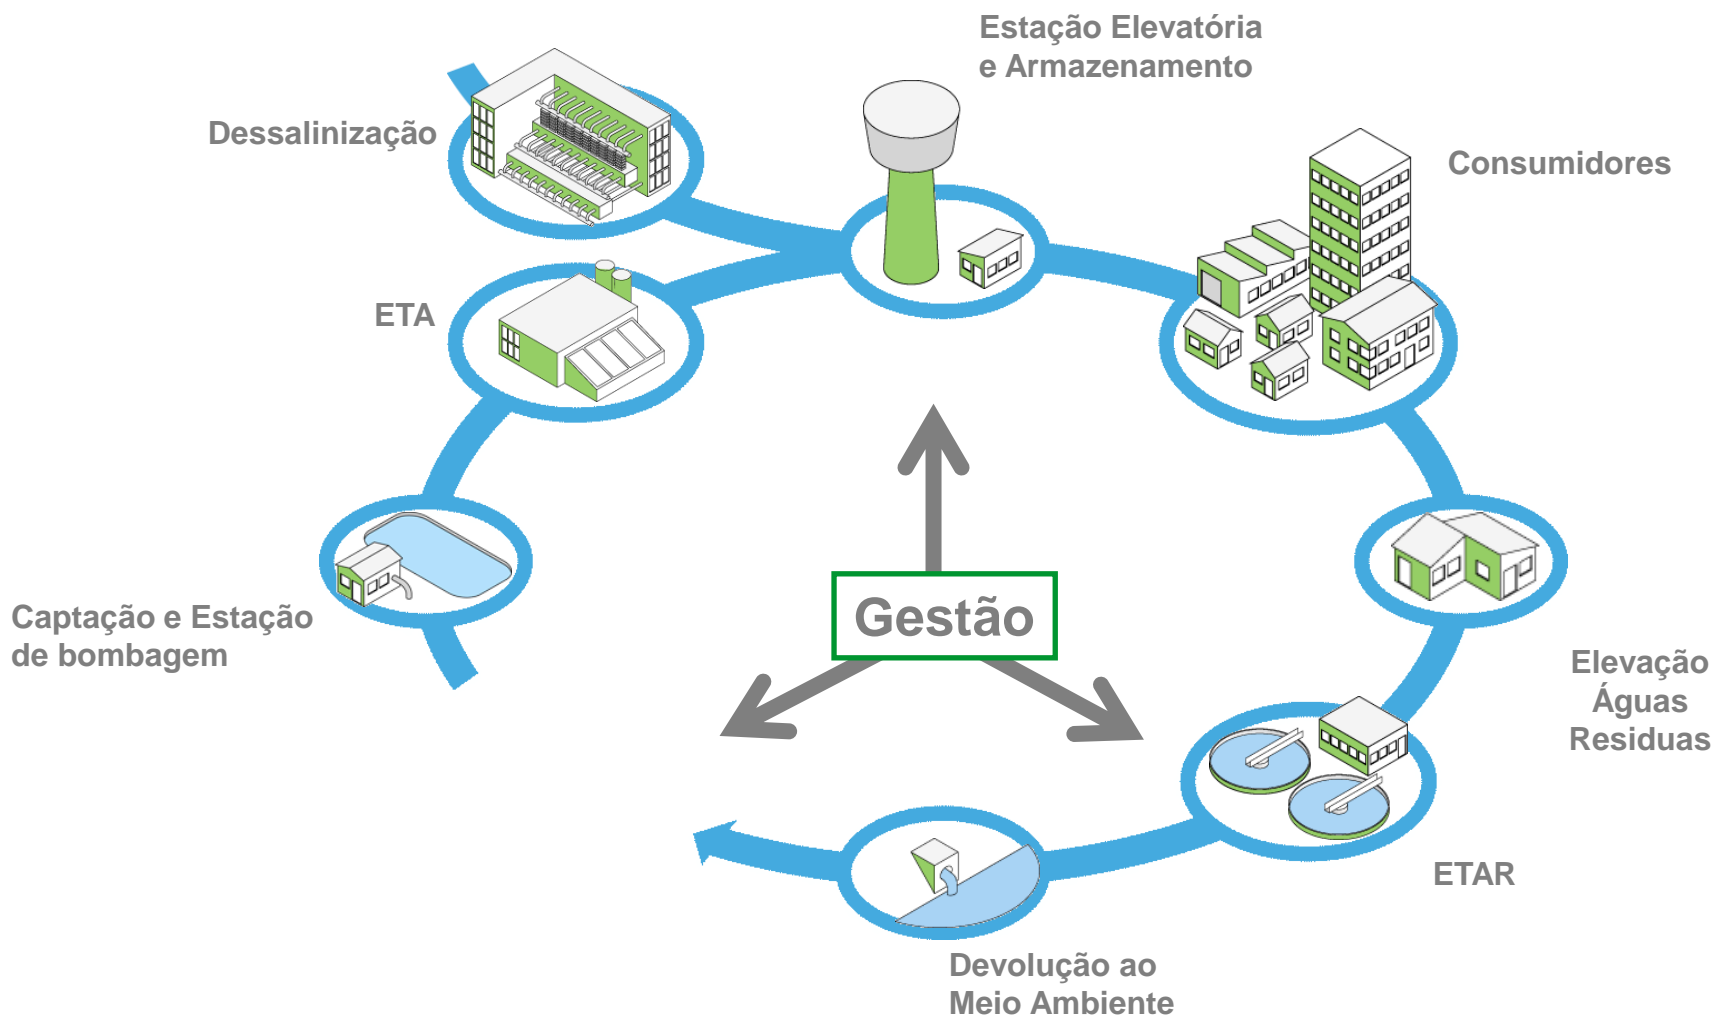 Estação Elevatória
e Armazenamento
Dessalinização
Consumidores
ETA
Gestão
Captação e Estação
de bombagem
Elevação
Águas
Residuas
ETAR
Devolução ao
Meio Ambiente